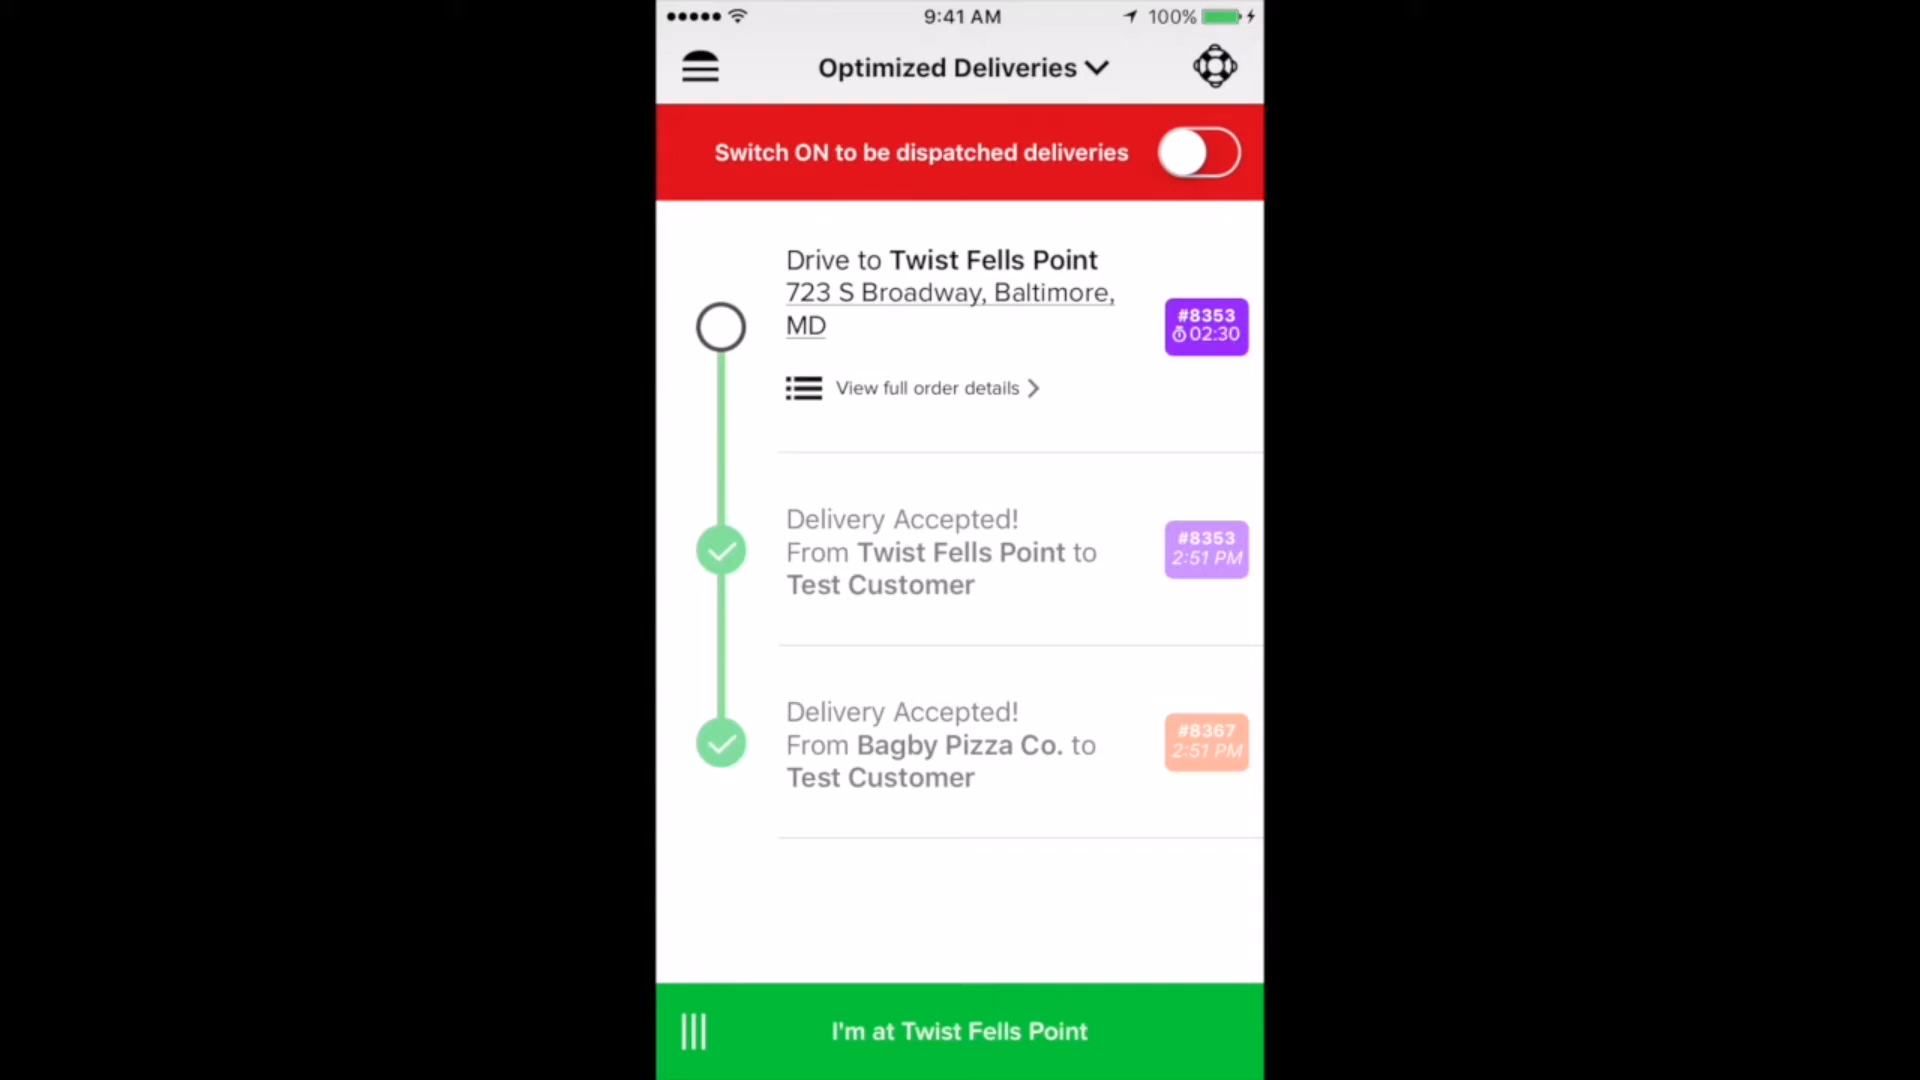 9:41 AM
100%
Optimized Deliveries
Switch ON to be dispatched deliveries
Drive to Twist Fells Point
723 S Broadway, Baltimore,
MD
#8353
02:30
View full order details
Delivery Accepted!
From Twist Fells Point to
Test Customer
#8353
2:51 PM
Delivery Accepted!
From Bagby Pizza Co. to
Test Customer
#8367
2:51 PM
I'm at Twist Fells Point